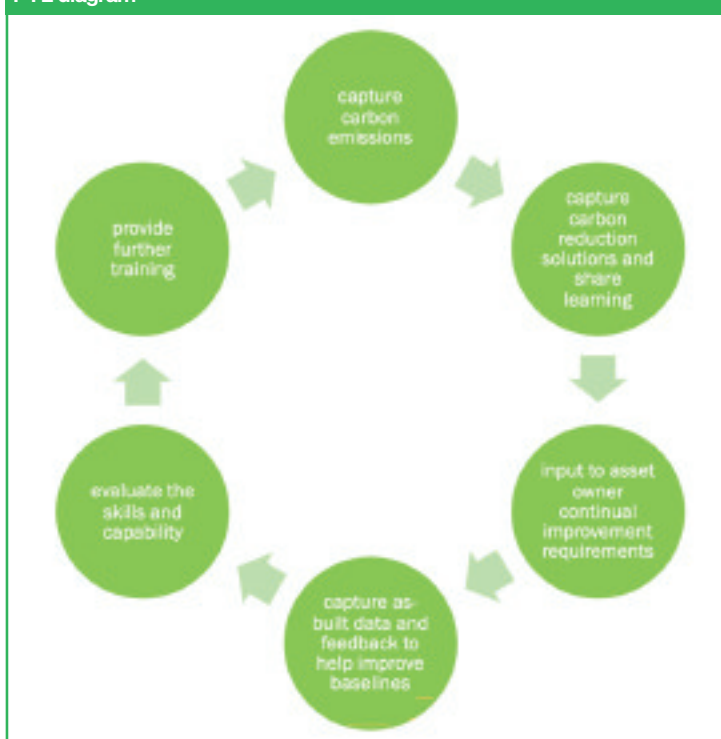 diagram
capture
carbon
emissions
capture
carbon
reduction
solutions and
share
learning
input to asset
owner
continual
improvement
requirements
capture as-
built data and
feedback to
help improve
baselines
evaluate the
skills and
capability
provide
further
training